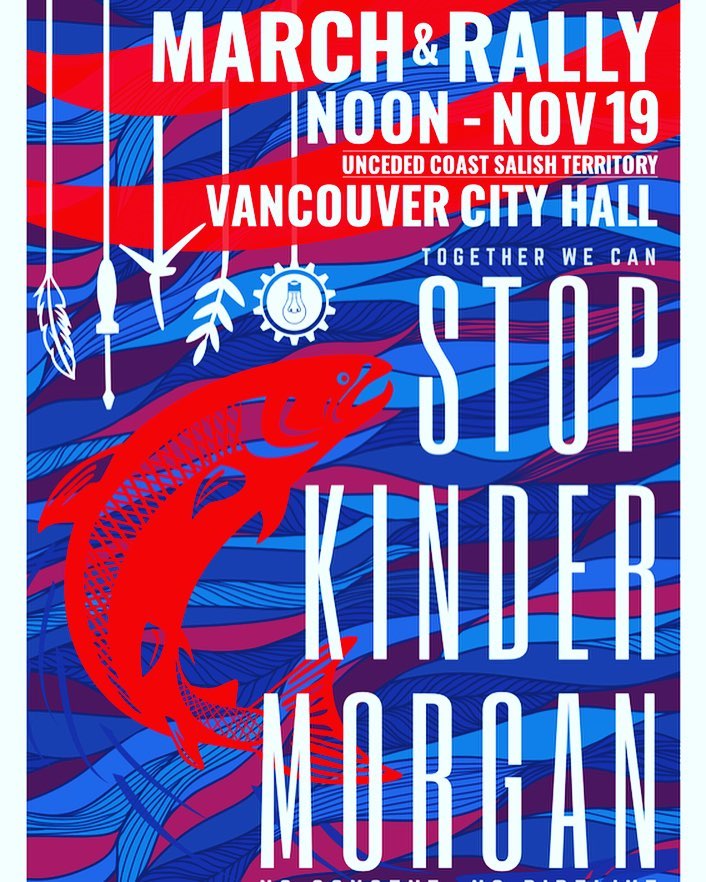 MARCH & RALLY
NOON - NOV 19
UNCEDED COAST SALISH TERRITORY
VANCOUVER CITY HALL
TOGETHER WE CAN
STOP
KINDER
MORGAN